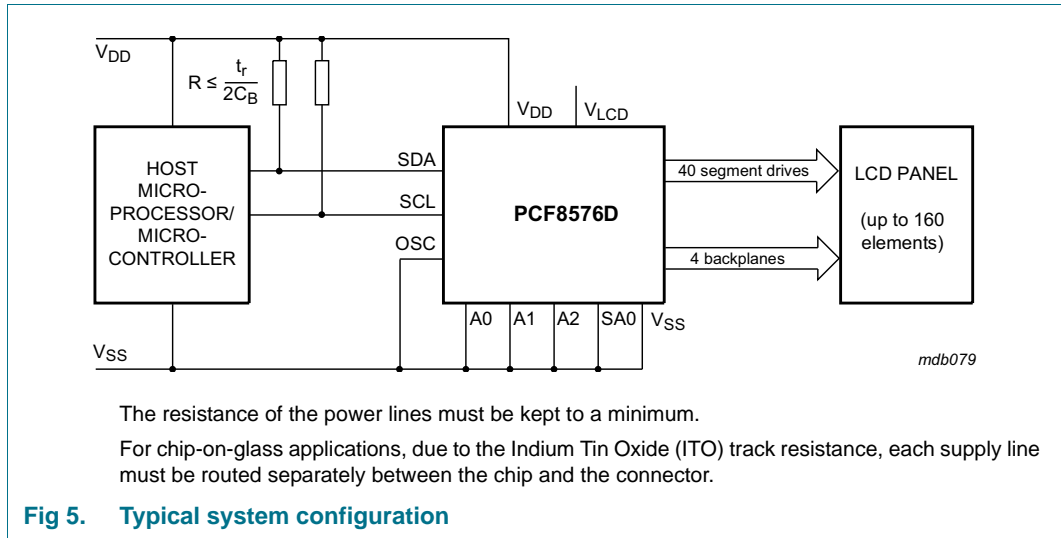 VDD
R ≤ tr
2CB
VDD
VLCD
HOST
MICRO-
PROCESSOR/
MICRO-
CONTROLLER
SDA
SCL
OSC
PCF8576D
40 segment drives
4 backplanes
LCD PANEL
(up to 160
elements)
A0 A1 A2 SA0 VSS
VSS
mdb079
The resistance of the power lines must be kept to a minimum.
For chip-on-glass applications, due to the Indium Tin Oxide (ITO) track resistance, each supply line
must be routed separately between the chip and the connector.
Fig 5. Typical system configuration